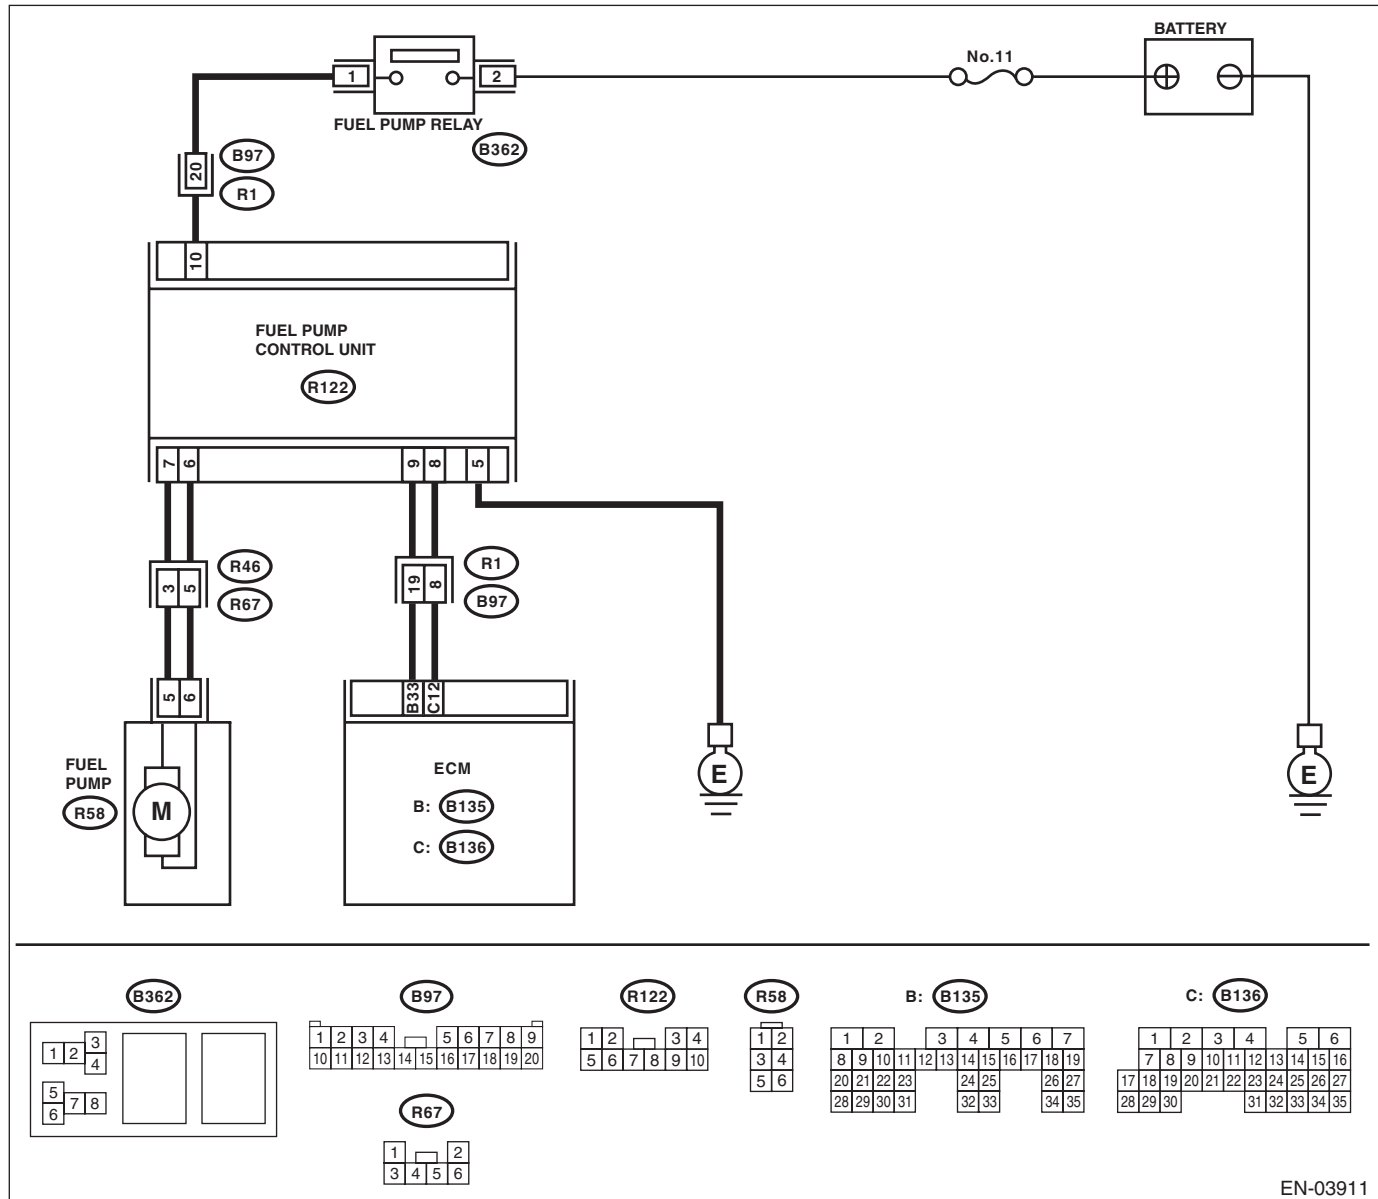 BATTERY
No.11
1
2
FUEL PUMP RELAY
B362
20
B97
R1
10
FUEL PUMP
CONTROL UNIT
R122
7 6 9 8 5
R46
R67
3 5
19 8
R1
B97
5 6
B33 C12
FUEL
PUMP
R58
M
ECM
B: B135
C: B136
E
E
B362
B97
R122
R58
B: B135
C: B136
1 2 3
4
5
6 7 8
1 2 3 4 5 6 7 8 9
10 11 12 13 14 15 16 17 18 19 20
R67
1 2
3 4 5 6
1 2 3 4
5 6 7 8 9 10
1 2
3 4
5 6
1 2 3 4 5 6 7
8 9 10 11 12 13 14 15 16 17 18 19
20 21 22 23 24 25 26 27
28 29 30 31 32 33 34 35
1 2 3 4 5 6
7 8 9 10 11 12 13 14 15 16
17 18 19 20 21 22 23 24 25 26 27
28 29 30 31 32 33 34 35
EN-03911